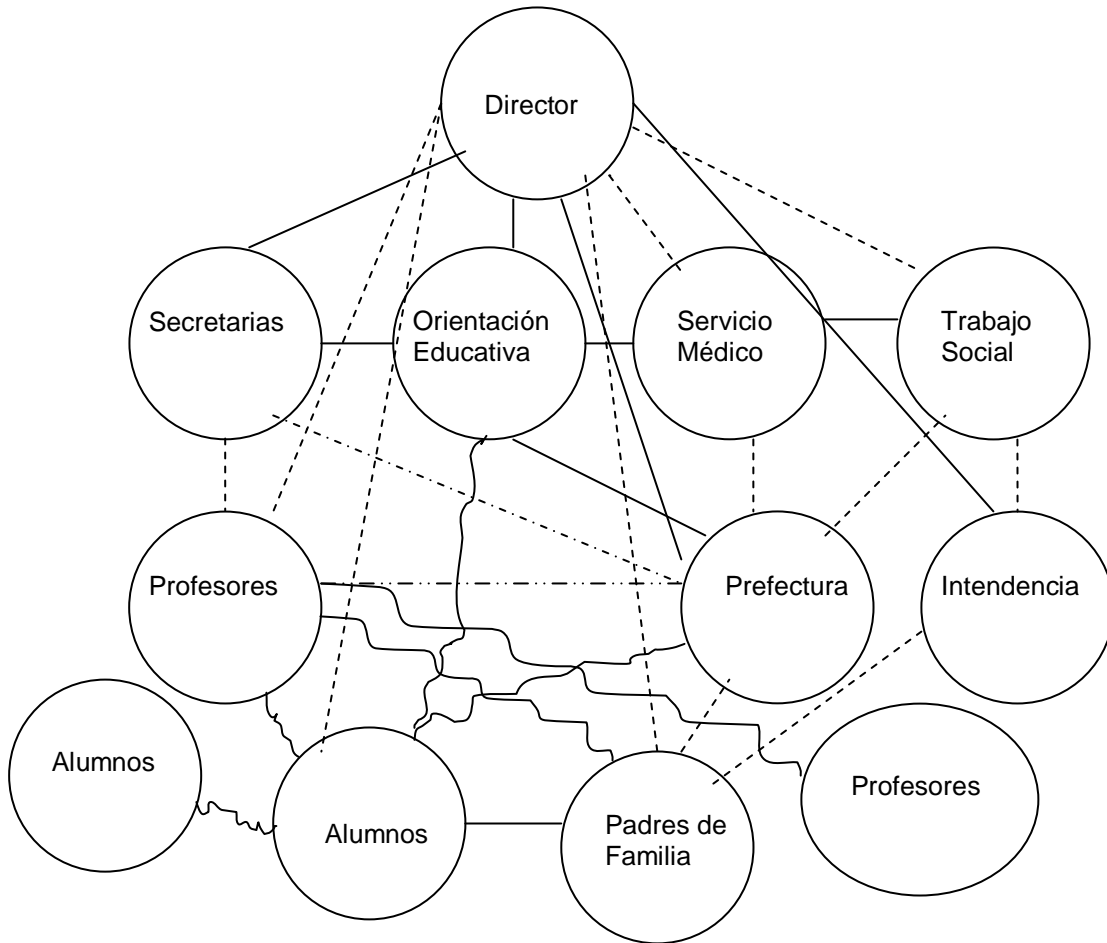 Director
Secretarias
Orientación
Educativa
Servicio
Médico
Trabajo
Social
Profesores
Prefectura
Intendencia
Alumnos
Alumnos
Padres de
Familia
Profesores